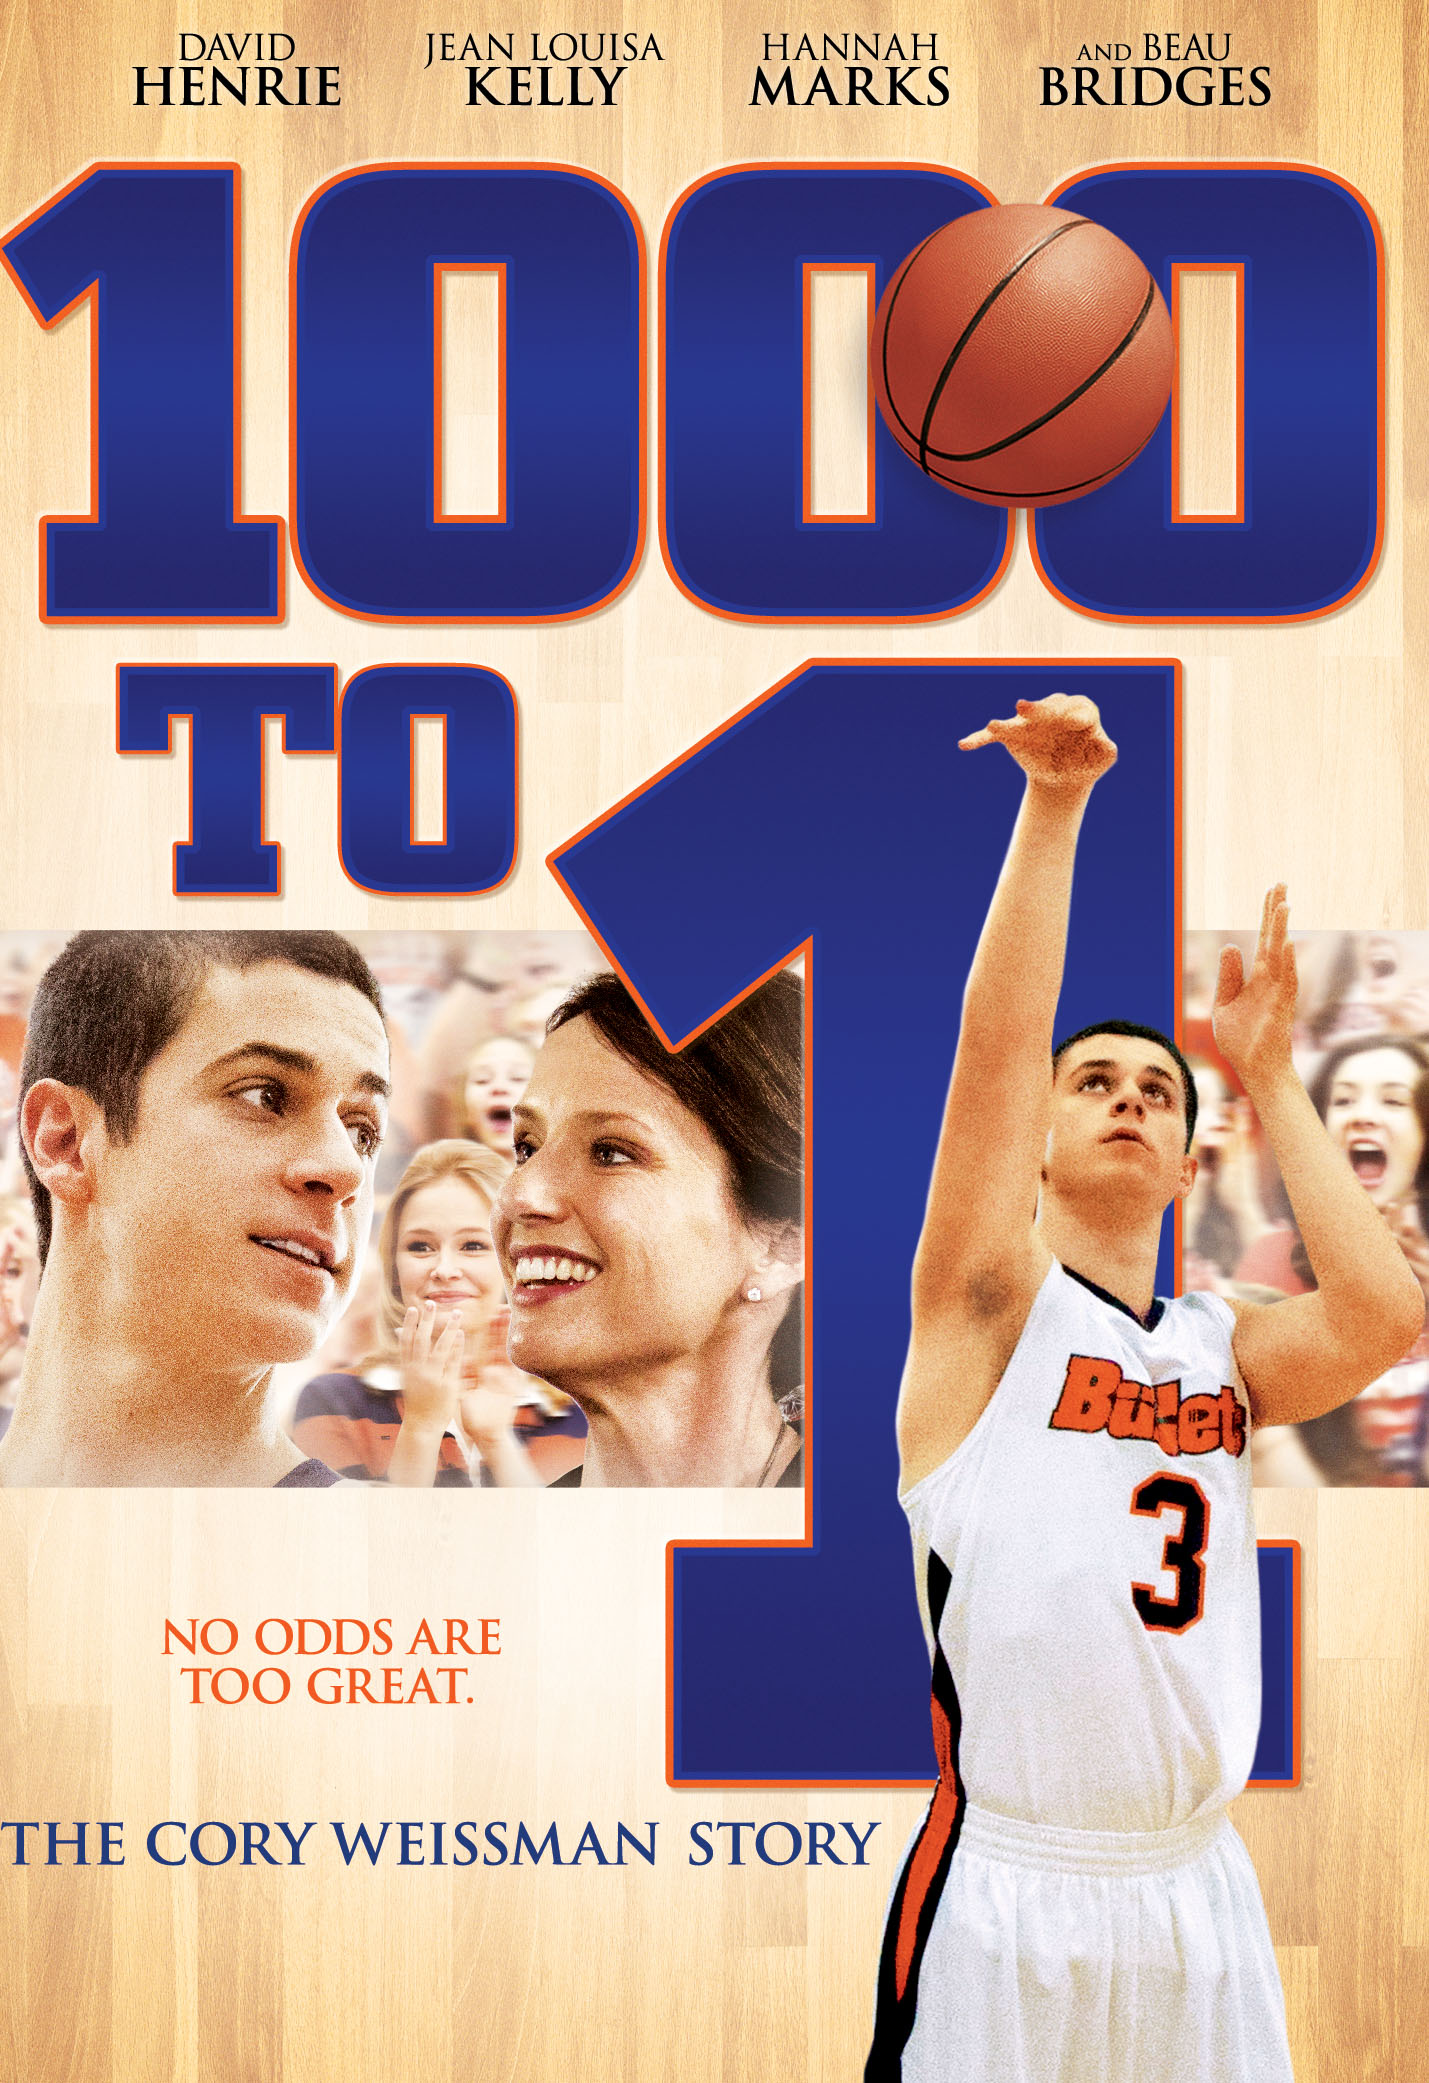 DAVID
HENRIE
JEAN LOUISA
KELLY
HANNAH
MARKS
AND BEAU
BRIDGES
1000
TO 1
Bullets
3
NO ODDS ARE
TOO GREAT.
THE CORY WEISSMAN STORY